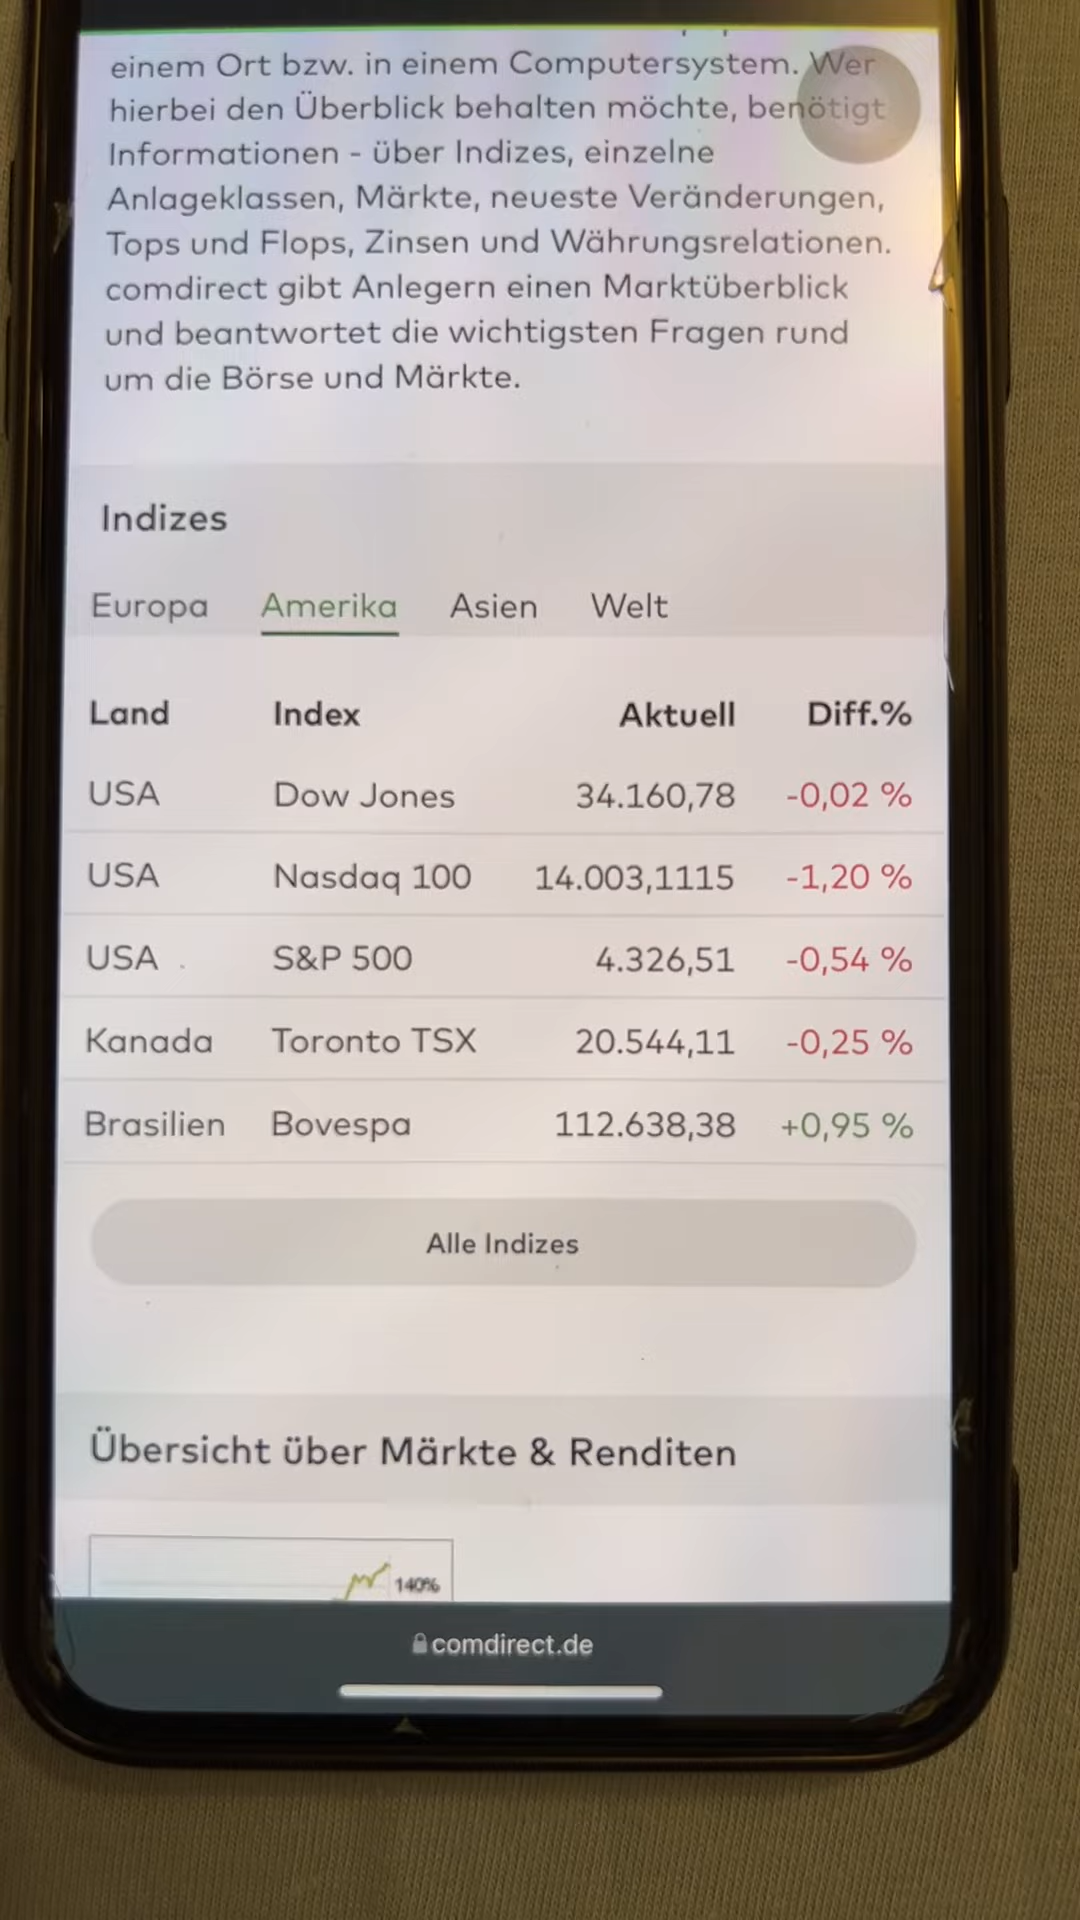 einem Ort bzw. in einem Computersystem. Wer
hierbei den Überblick behalten möchte, benötigt
Informationen - über Indizes, einzelne
Anlageklassen, Märkte, neueste Veränderungen,
Tops und Flops, Zinsen und Währungsrelationen.
comdirect gibt Anlegern einen Marktüberblick
und beantwortet die wichtigsten Fragen rund
um die Börse und Märkte.
Indizes
Europa Amerika Asien Welt
Land Index Aktuell Diff.%
USA Dow Jones 34.160,78 -0,02 %
USA Nasdaq 100 14.003,1115 -1,20 %
USA S&P 500 4.326,51 -0,54 %
Kanada Toronto TSX 20.544,11 -0,25 %
Brasilien Bovespa 112.638,38 +0,95 %
Alle Indizes
Übersicht über Märkte & Renditen
140%
comdirect.de